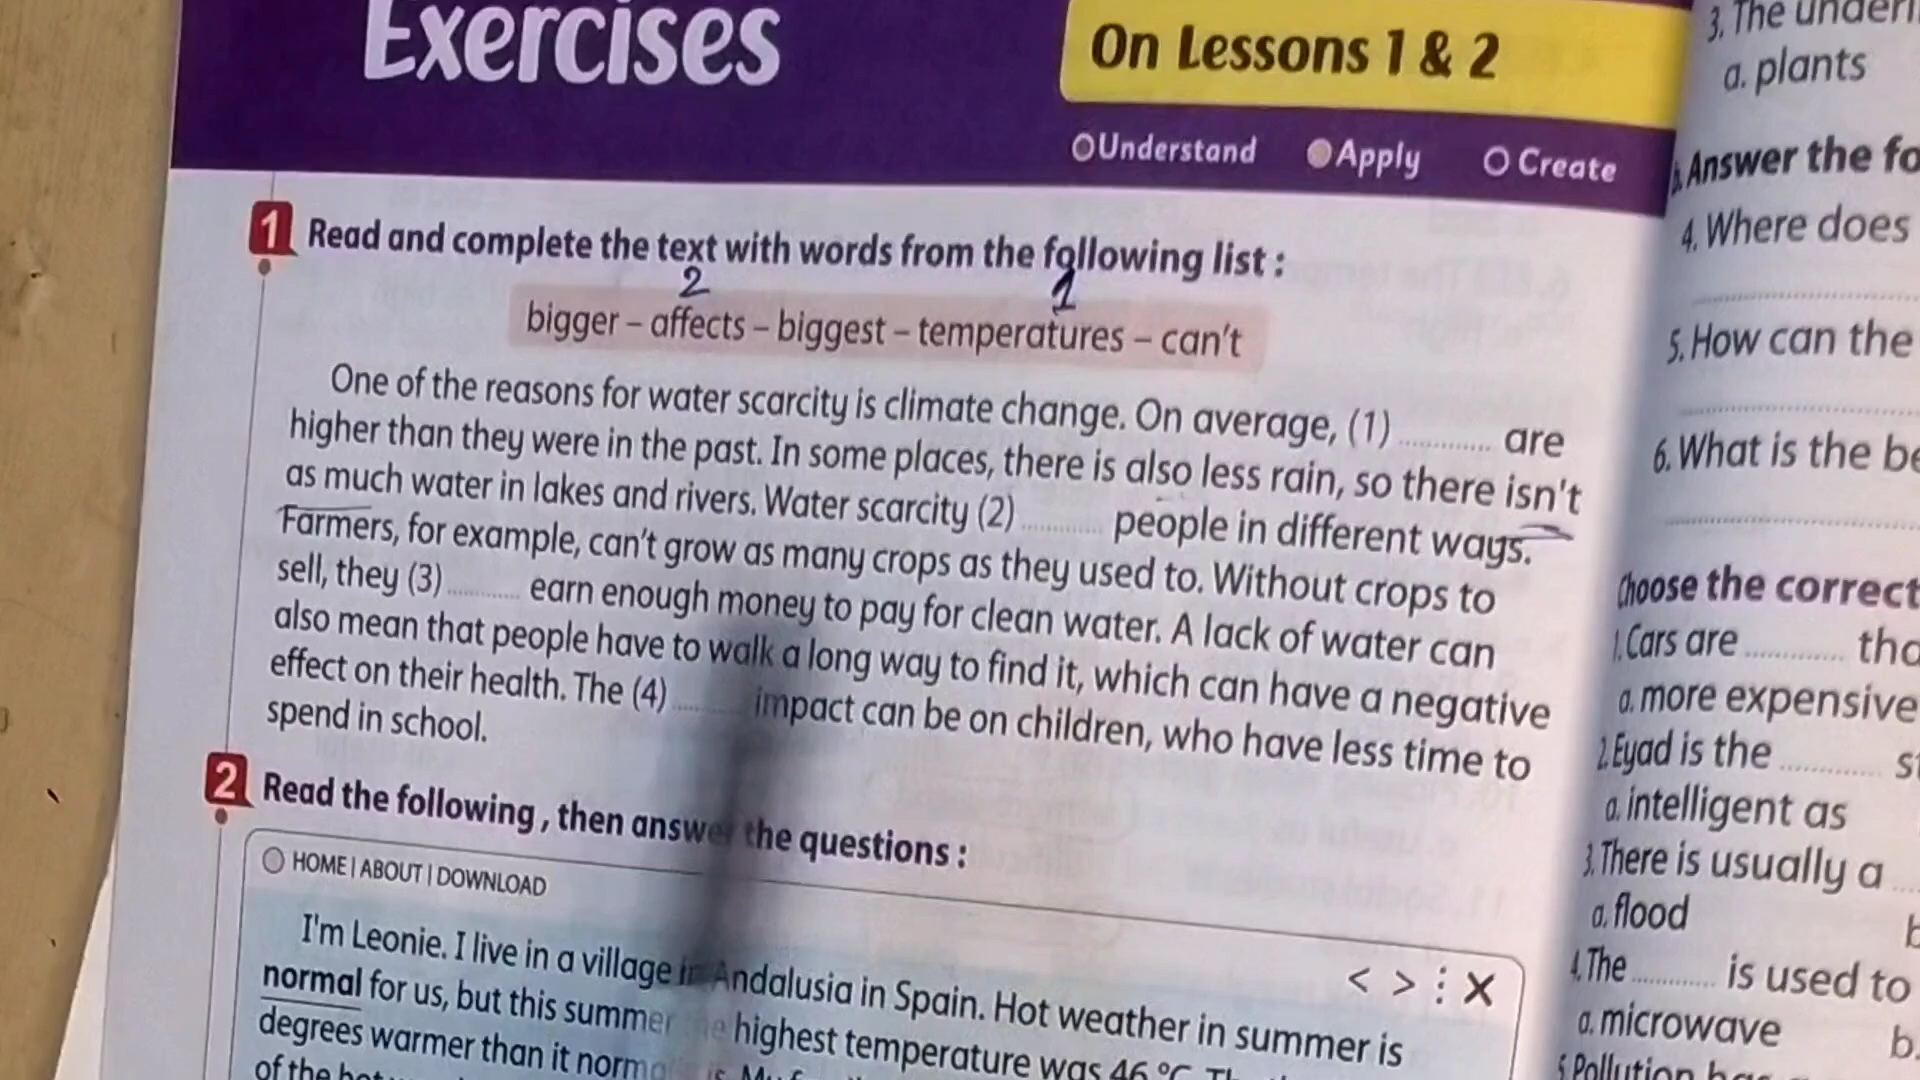 Exercises
On Lessons 1 & 2
Understand Apply Create
1 Read and complete the text with words from the following list :
2 1
bigger – affects – biggest – temperatures – can't
One of the reasons for water scarcity is climate change. On average, (1) ............ are
higher than they were in the past. In some places, there is also less rain, so there isn't
as much water in lakes and rivers. Water scarcity (2) ............ people in different ways.
Farmers, for example, can't grow as many crops as they used to. Without crops to
sell, they (3) ............ earn enough money to pay for clean water. A lack of water can
also mean that people have to walk a long way to find it, which can have a negative
effect on their health. The (4) ............ impact can be on children, who have less time to
spend in school.
2 Read the following, then answer the questions :
HOME | ABOUT | DOWNLOAD
< > : X
I'm Leonie. I live in a village in Andalusia in Spain. Hot weather in summer is
normal for us, but this summer the highest temperature was 46 °C.
degrees warmer than it
of the
3. The
a. plants
Answer the
4. Where does
5. How can the
6. What is the
Choose the correct
1. Cars are ............
a. more expensive
2. Eyad is the ............
a. intelligent as
3. There is usually a
a. flood
4. The ............ is used to
a. microwave
b.
5. Pollution